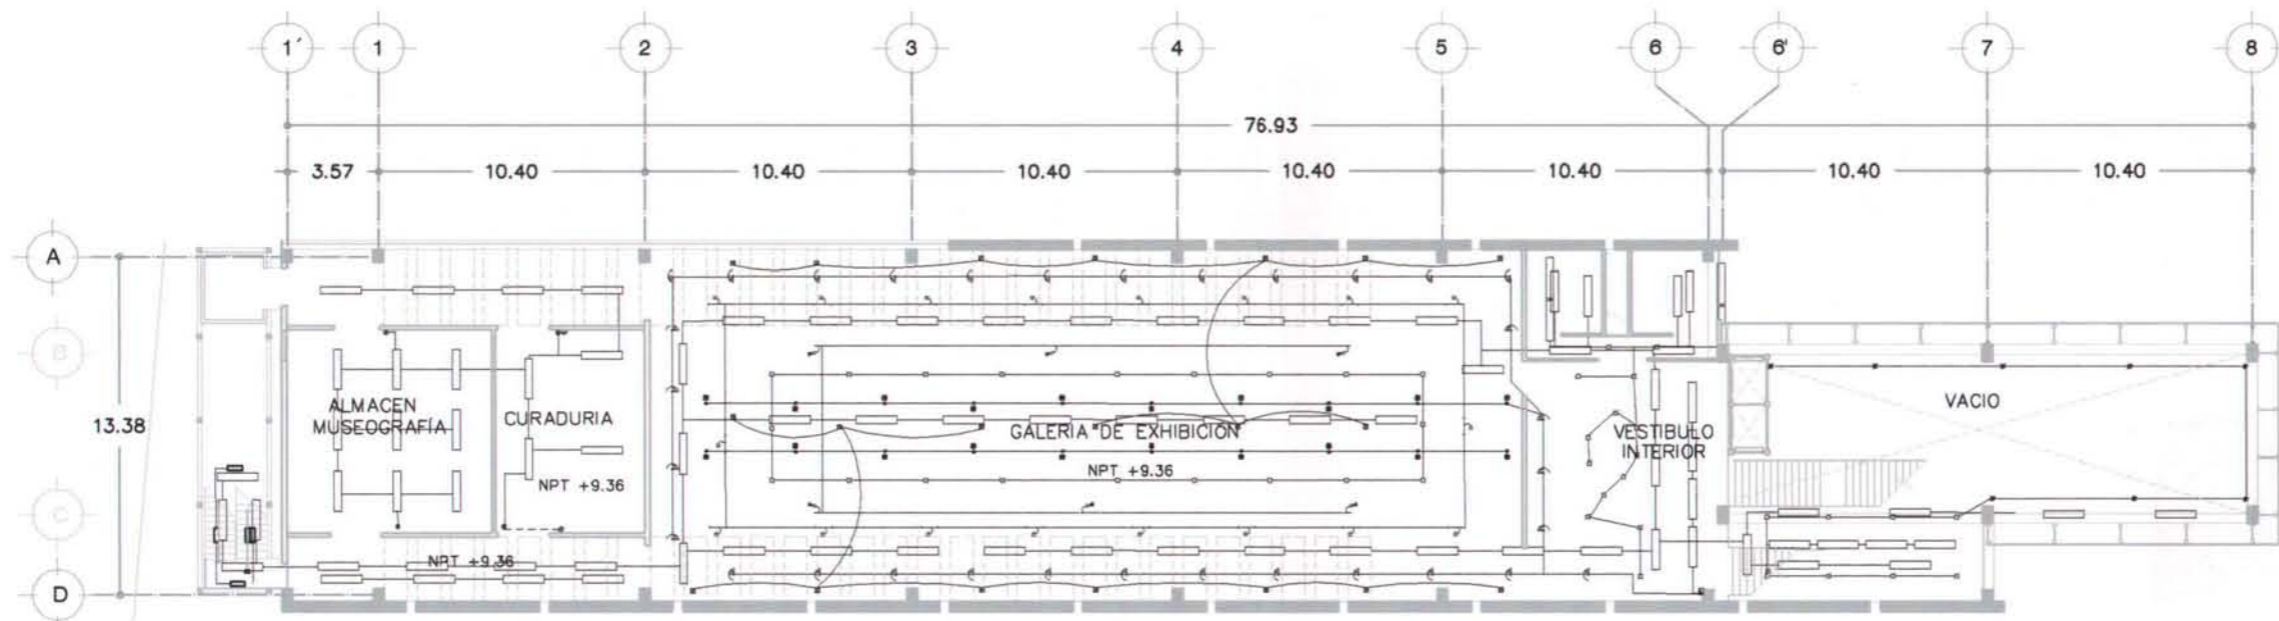 1´ 1 2 3 4 5 6 6' 7 8
76.93
3.57 10.40 10.40 10.40 10.40 10.40 10.40 10.40
A
B
13.38
C
D
ALMACEN
MUSEOGRAFÍA
CURADURIA
NPT +9.36
NPT +9.36
GALERIA DE EXHIBICION
NPT +9.36
VESTIBULO
INTERIOR
VACIO